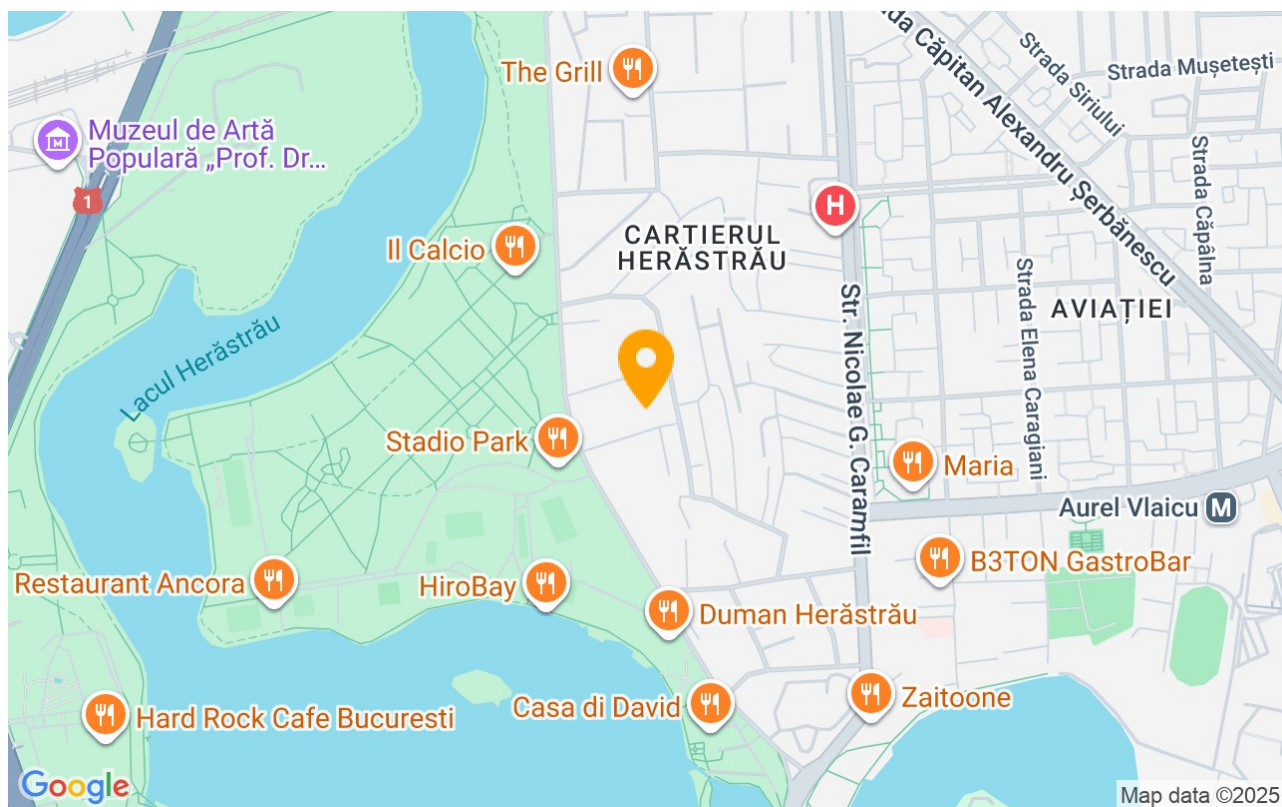 The Grill
Muzeul de Artă
Populară „Prof. Dr...
1
Il Calcio
CARTIERUL
HERĂSTRĂU
H
da Căpitan Alexandru Șerbănescu
Strada Siriului
Strada Mușetești
Strada Căpâlna
Strada Elena Caragiani
AVIAȚIEI
Str. Nicolae G. Caramfil
Lacul Herăstrău
Stadio Park
Maria
Aurel Vlaicu M
B3TON GastroBar
Restaurant Ancora
HiroBay
Duman Herăstrău
Casa di David
Zaitoone
Hard Rock Cafe Bucuresti
Google
Map data ©2025